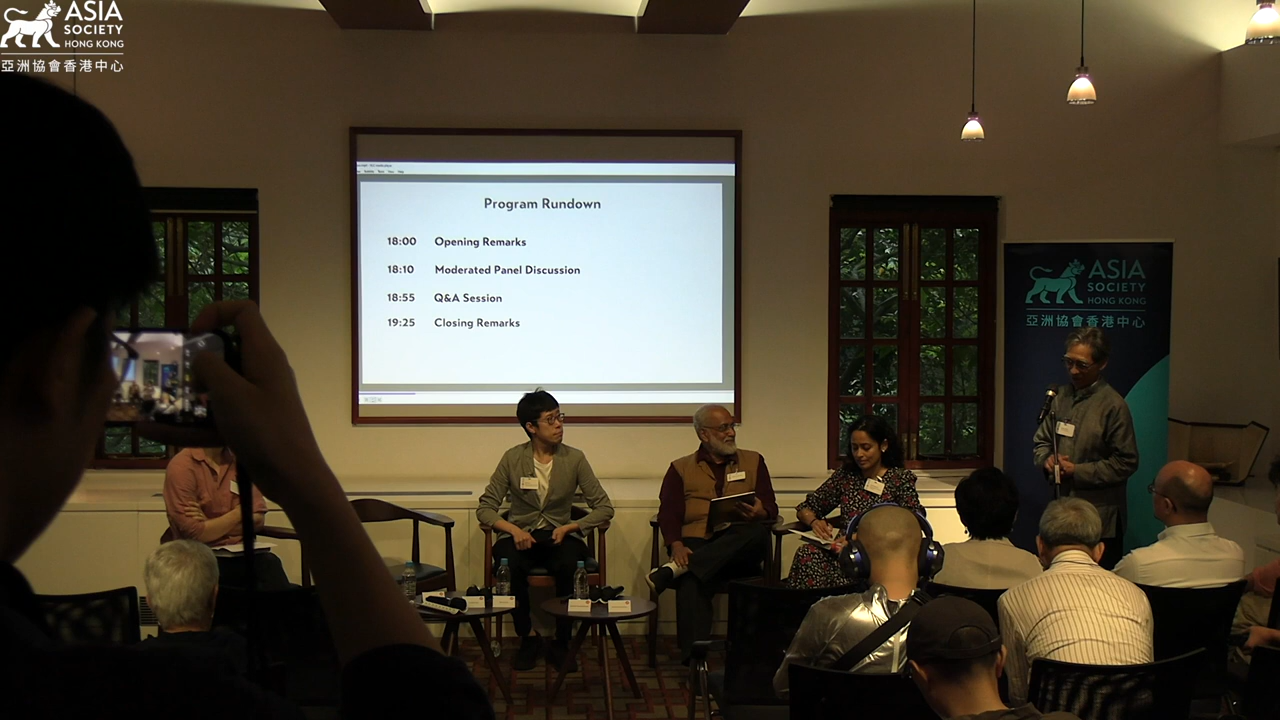 ASIA
SOCIETY
HONG KONG
亞洲協會香港中心
Program Rundown
18:00 Opening Remarks
18:10 Moderated Panel Discussion
18:55 Q&A Session
19:25 Closing Remarks
ASIA
SOCIETY
HONG KONG
亞洲協會香港中心